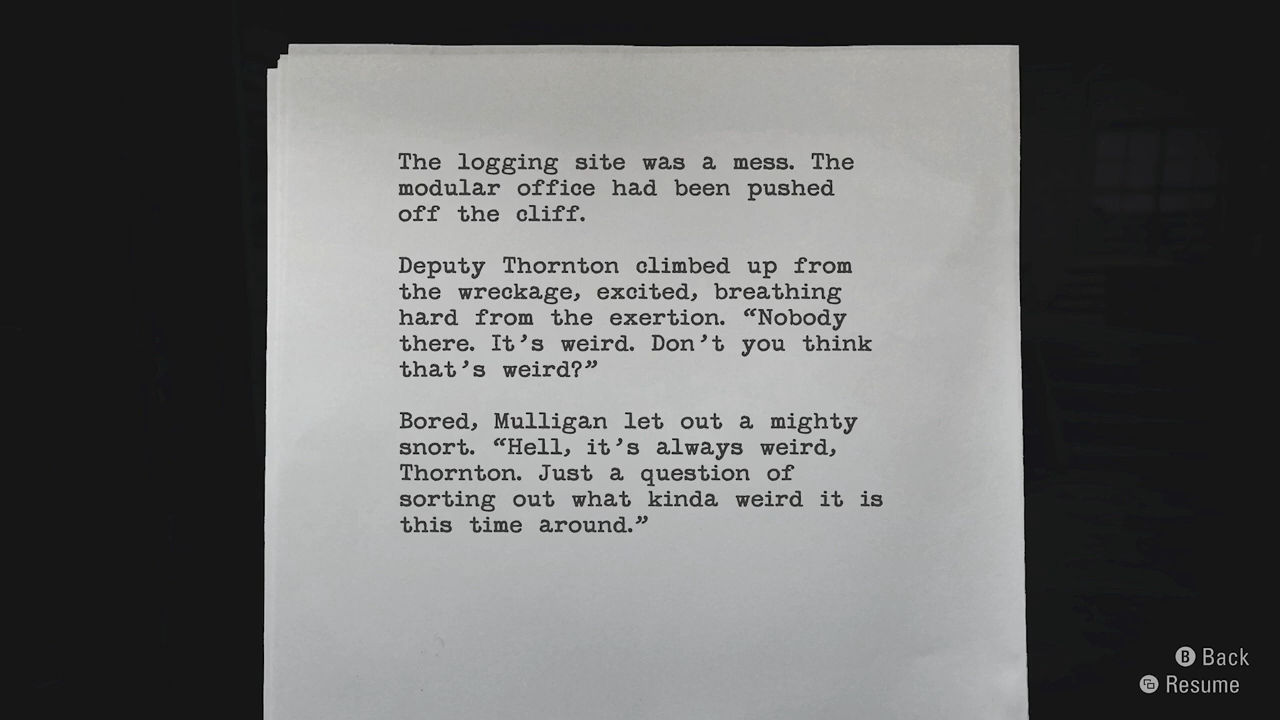 The logging site was a mess. The
modular office had been pushed
off the cliff.
Deputy Thornton climbed up from
the wreckage, excited, breathing
hard from the exertion. “Nobody
there. It’s weird. Don’t you think
that’s weird?”
Bored, Mulligan let out a mighty
snort. “Hell, it’s always weird,
Thornton. Just a question of
sorting out what kinda weird it is
this time around.”
B Back
Resume